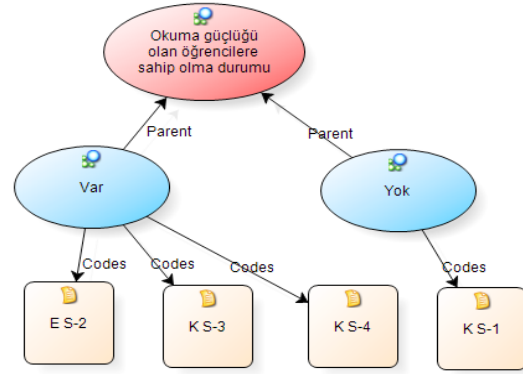 Okuma güçlüğü
olan öğrencilere
sahip olma durumu
Parent
Parent
Var
Yok
Codes
Codes
Codes
Codes
E S-2
K S-3
K S-4
K S-1